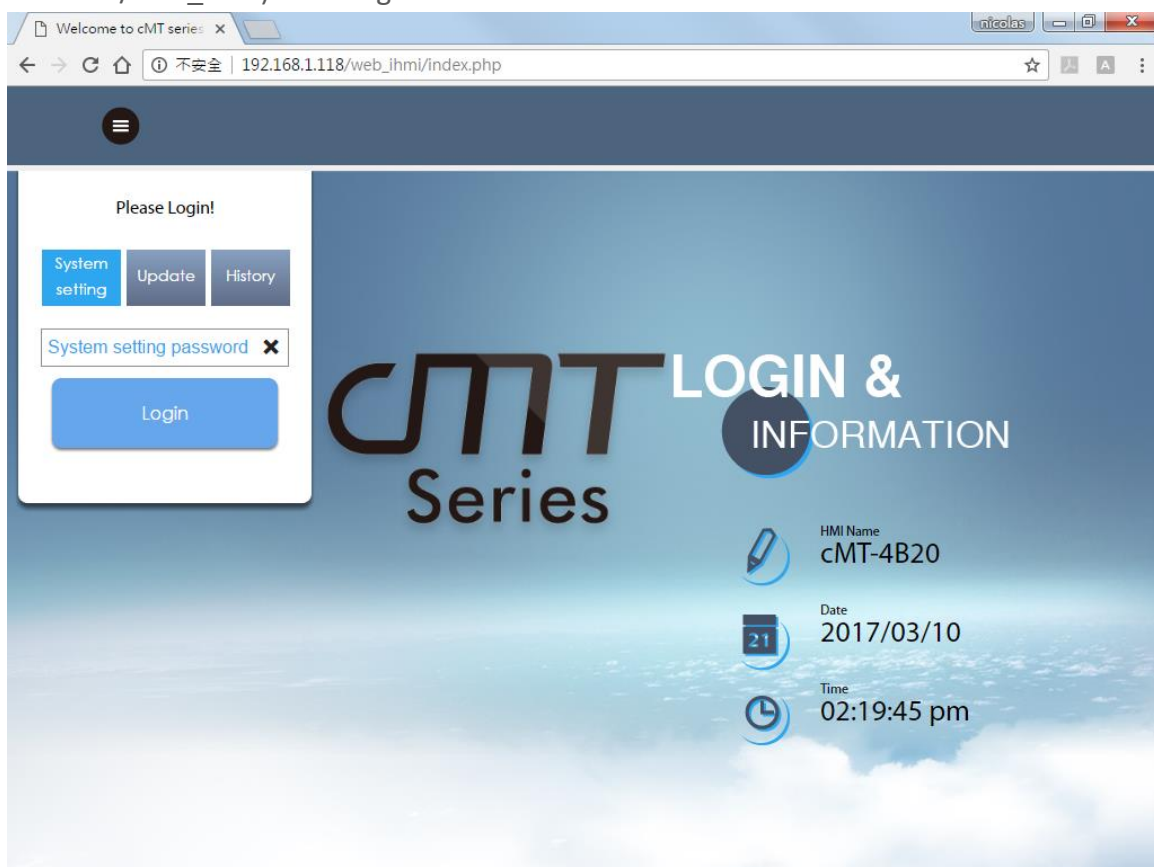 Welcome to cMT series
nicolas
不安全 | 192.168.1.118/web_ihmi/index.php
A
Please Login!
System setting
Update
History
System setting password
Login
cMT
Series
LOGIN &
INFORMATION
HMI Name
cMT-4B20
Date
21
2017/03/10
Time
02:19:45 pm